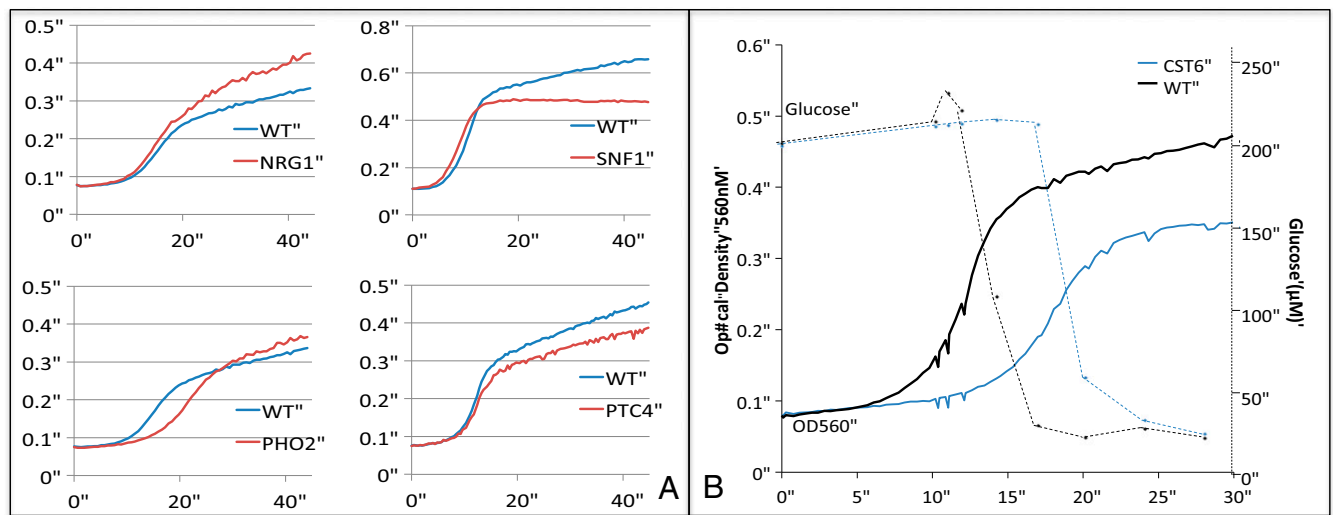 0.5"
0.4"
0.3"
0.2"
0.1"
0"
0" 20" 40"
WT"
NRG1"
0.8"
0.6"
0.4"
0.2"
0"
0" 20" 40"
WT"
SNF1"
0.5"
0.4"
0.3"
0.2"
0.1"
0"
0" 20" 40"
WT"
PHO2"
0.5"
0.4"
0.3"
0.2"
0.1"
0"
0" 20" 40"
WT"
PTC4"
A
B
Op#cal"Density"560nM'
0.6"
0.5"
0.4"
0.3"
0.2"
0.1"
0"
Glucose"
OD560"
CST6"
WT"
250"
200"
150"
100"
50"
0"
Glucose'(µM)'
0" 5" 10" 15" 20" 25" 30"